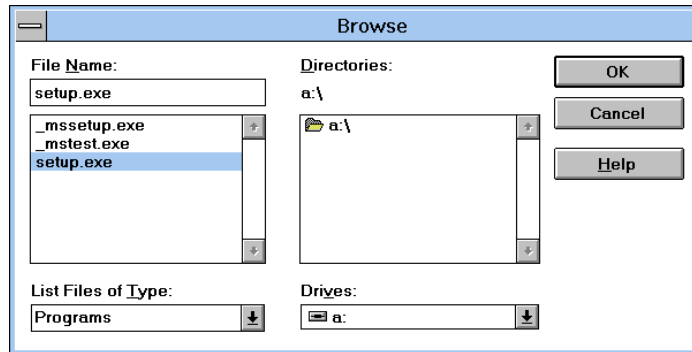 Browse
File Name:
setup.exe
_mssetup.exe
_mstest.exe
setup.exe
List Files of Type:
Programs
Directories:
a:\
a:\
Drives:
a:
OK
Cancel
Help